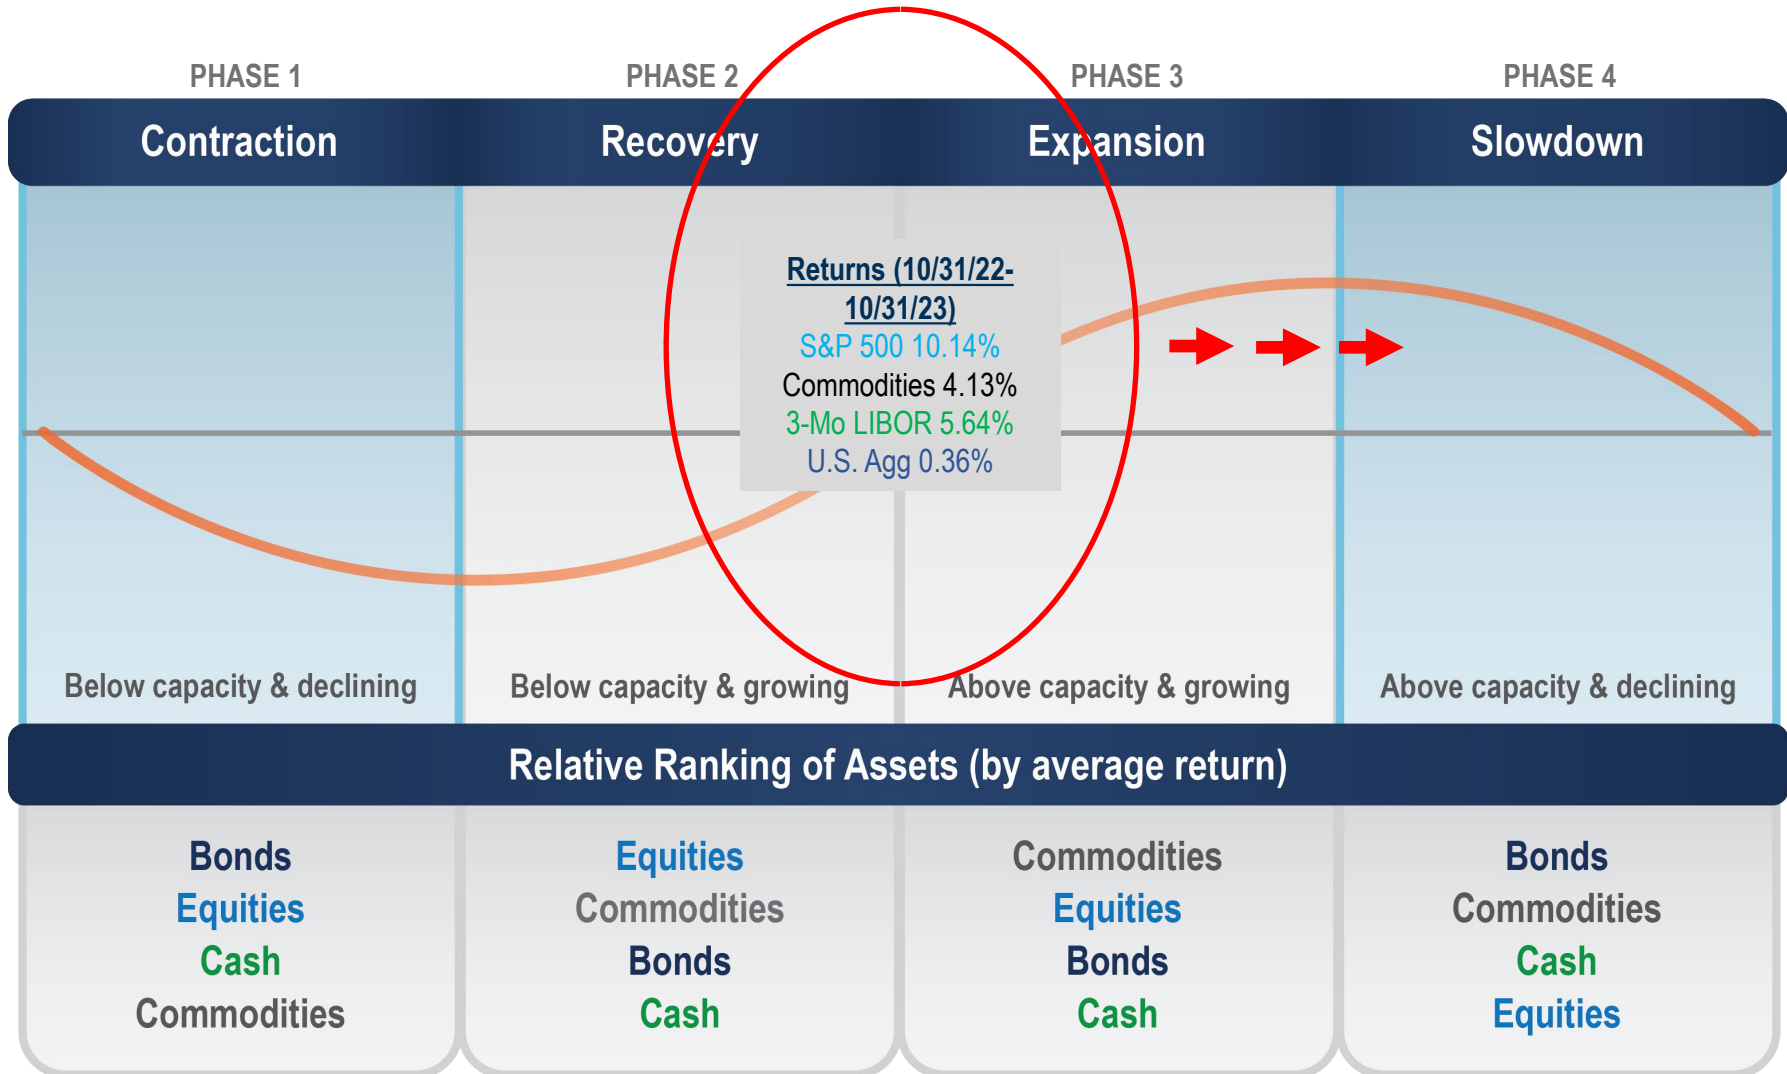 PHASE 1
PHASE 2
PHASE 3
PHASE 4
Contraction
Recovery
Expansion
Slowdown
Returns (10/31/22-
10/31/23)
S&P 500 10.14%
Commodities 4.13%
3-Mo LIBOR 5.64%
U.S. Agg 0.36%
Below capacity & declining
Below capacity & growing
Above capacity & growing
Above capacity & declining
Relative Ranking of Assets (by average return)
Bonds
Equities
Cash
Commodities
Equities
Commodities
Bonds
Cash
Commodities
Equities
Bonds
Cash
Bonds
Commodities
Cash
Equities